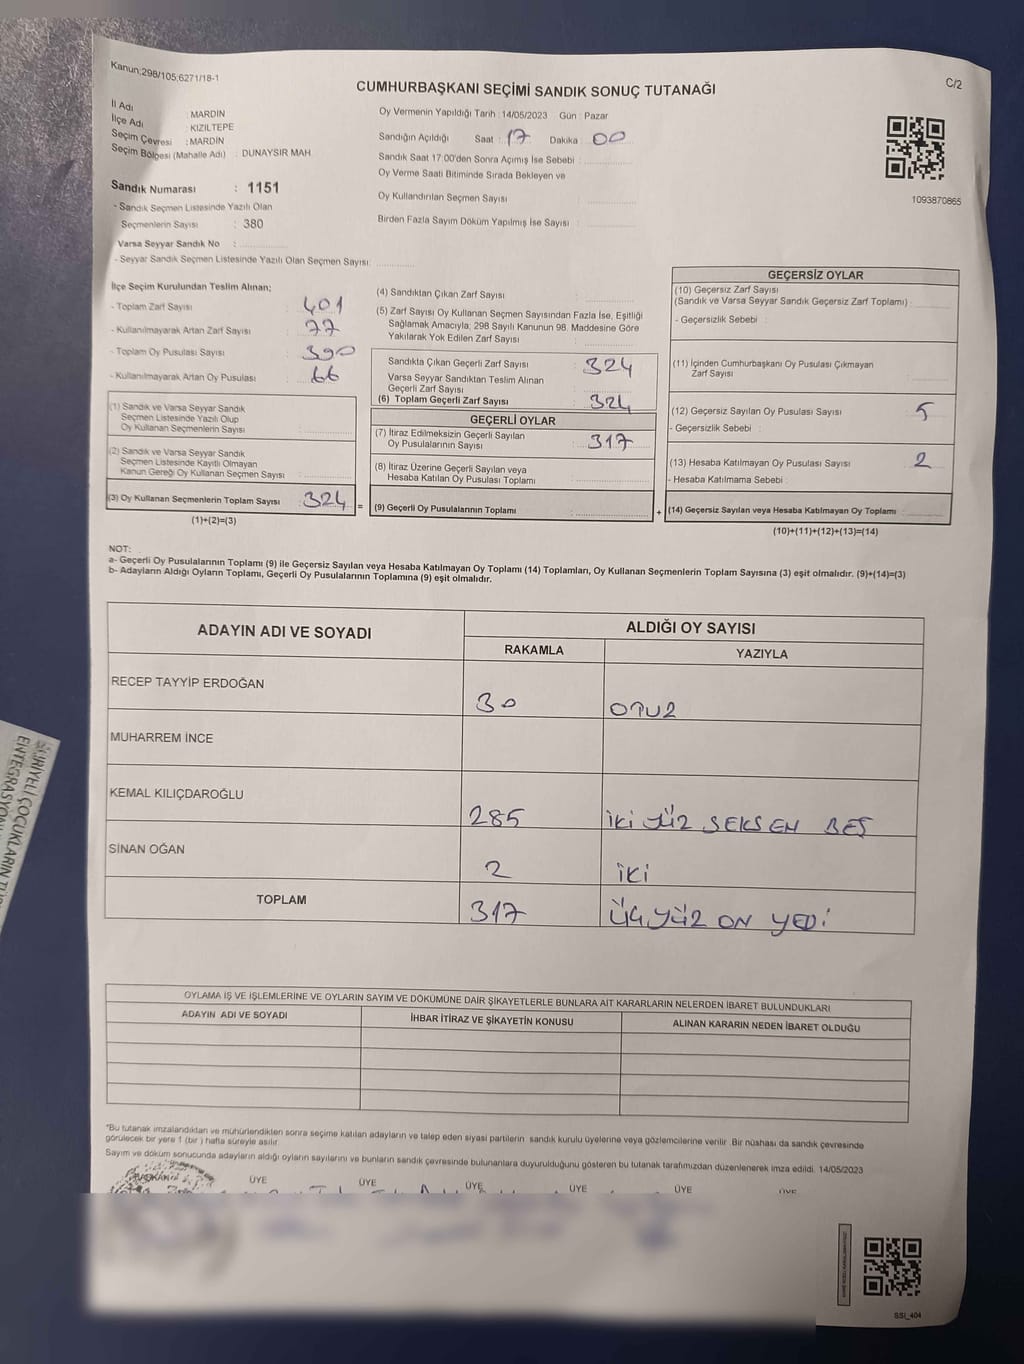 Kanun;298/105;6271/18-1
C/2
CUMHURBAŞKANI SEÇİMİ SANDIK SONUÇ TUTANAĞI
İl Adı : MARDİN
İlçe Adı : KIZILTEPE
Seçim Çevresi : MARDİN
Seçim Bölgesi (Mahalle Adı) : DUNAYSIR MAH.
Sandık Numarası : 1151
- Sandık Seçmen Listesinde Yazılı Olan
Seçmenlerin Sayısı : 380
Varsa Seyyar Sandık No :
- Seyyar Sandık Seçmen Listesinde Yazılı Olan Seçmen Sayısı:
Oy Vermenin Yapıldığı Tarih : 14/05/2023 Gün : Pazar
Sandığın Açıldığı Saat : 17 Dakika : 00
Sandık Saat 17:00'den Sonra Açımış İse Sebebi :
Oy Verme Saati Bitiminde Sırada Bekleyen ve
Oy Kullandırılan Seçmen Sayısı :
Birden Fazla Sayım Döküm Yapılmış İse Sayısı :
1093870865
İlçe Seçim Kurulundan Teslim Alınan;
- Toplam Zarf Sayısı : 401
- Kullanılmayarak Artan Zarf Sayısı : 77
- Toplam Oy Pusulası Sayısı : 390
- Kullanılmayarak Artan Oy Pusulası : 66
(1) Sandık ve Varsa Seyyar Sandık
Seçmen Listesinde Yazılı Olup
Oy Kullanan Seçmenlerin Sayısı :
(2) Sandık ve Varsa Seyyar Sandık
Seçmen Listesinde Kayıtlı Olmayan
Kanun Gereği Oy Kullanan Seçmen Sayısı :
(3) Oy Kullanan Seçmenlerin Toplam Sayısı : 324 =
(1)+(2)=(3)
(4) Sandıktan Çıkan Zarf Sayısı :
(5) Zarf Sayısı Oy Kullanan Seçmen Sayısından Fazla İse, Eşitliği
Sağlamak Amacıyla; 298 Sayılı Kanunun 98. Maddesine Göre
Yakılarak Yok Edilen Zarf Sayısı :
Sandıkta Çıkan Geçerli Zarf Sayısı : 324
Varsa Seyyar Sandıktan Teslim Alınan
Geçerli Zarf Sayısı :
(6) Toplam Geçerli Zarf Sayısı : 324
GEÇERLİ OYLAR
(7) İtiraz Edilmeksizin Geçerli Sayılan
Oy Pusulalarının Sayısı : 317
(8) İtiraz Üzerine Geçerli Sayılan veya
Hesaba Katılan Oy Pusulası Toplamı :
(9) Geçerli Oy Pusulalarının Toplamı : +
GEÇERSİZ OYLAR
(10) Geçersiz Zarf Sayısı
(Sandık ve Varsa Seyyar Sandık Geçersiz Zarf Toplamı) :
- Geçersizlik Sebebi :
(11) İçinden Cumhurbaşkanı Oy Pusulası Çıkmayan
Zarf Sayısı :
(12) Geçersiz Sayılan Oy Pusulası Sayısı : 5
- Geçersizlik Sebebi :
(13) Hesaba Katılmayan Oy Pusulası Sayısı : 2
- Hesaba Katılmama Sebebi :
(14) Geçersiz Sayılan veya Hesaba Katılmayan Oy Toplamı :
(10)+(11)+(12)+(13)=(14)
NOT:
a- Geçerli Oy Pusulalarının Toplamı (9) ile Geçersiz Sayılan veya Hesaba Katılmayan Oy Toplamı (14) Toplamları, Oy Kullanan Seçmenlerin Toplam Sayısına (3) eşit olmalıdır. (9)+(14)=(3)
b- Adayların Aldığı Oyların Toplamı, Geçerli Oy Pusulalarının Toplamına (9) eşit olmalıdır.
ADAYIN ADI VE SOYADI
ALDIĞI OY SAYISI
RAKAMLA YAZIYLA
RECEP TAYYİP ERDOĞAN 30 OTUZ
MUHARREM İNCE
KEMAL KILIÇDAROĞLU 285 İKİ YÜZ SEKSEN BEŞ
SİNAN OĞAN 2 İKİ
TOPLAM 317 ÜÇYÜZ ON YEDİ
OYLAMA İŞ VE İŞLEMLERİNE VE OYLARIN SAYIM VE DÖKÜMÜNE DAİR ŞİKAYETLERLE BUNLARA AİT KARARLARIN NELERDEN İBARET BULUNDUKLARI
ADAYIN ADI VE SOYADI İHBAR İTİRAZ VE ŞİKAYETİN KONUSU ALINAN KARARIN NEDEN İBARET OLDUĞU
"Bu tutanak imzalandıktan ve mühürlendikten sonra seçime katılan adayların ve talep eden siyasi partilerin sandık kurulu üyelerine veya gözlemcilerine verilir .Bir nüshası da sandık çevresinde
görülecek bir yere 1 (bir ) hafta süreyle asılır.
Sayım ve döküm sonucunda adayların aldığı oyların sayılarını ve bunların sandık çevresinde bulunanlara duyurulduğunu gösteren bu tutanak tarafımızdan düzenlenerek imza edildi. 14/05/2023
BAŞKAN ÜYE ÜYE ÜYE ÜYE ÜYE ÜYE
SSI_404
SURİYELİ ÇOCUKLARIN